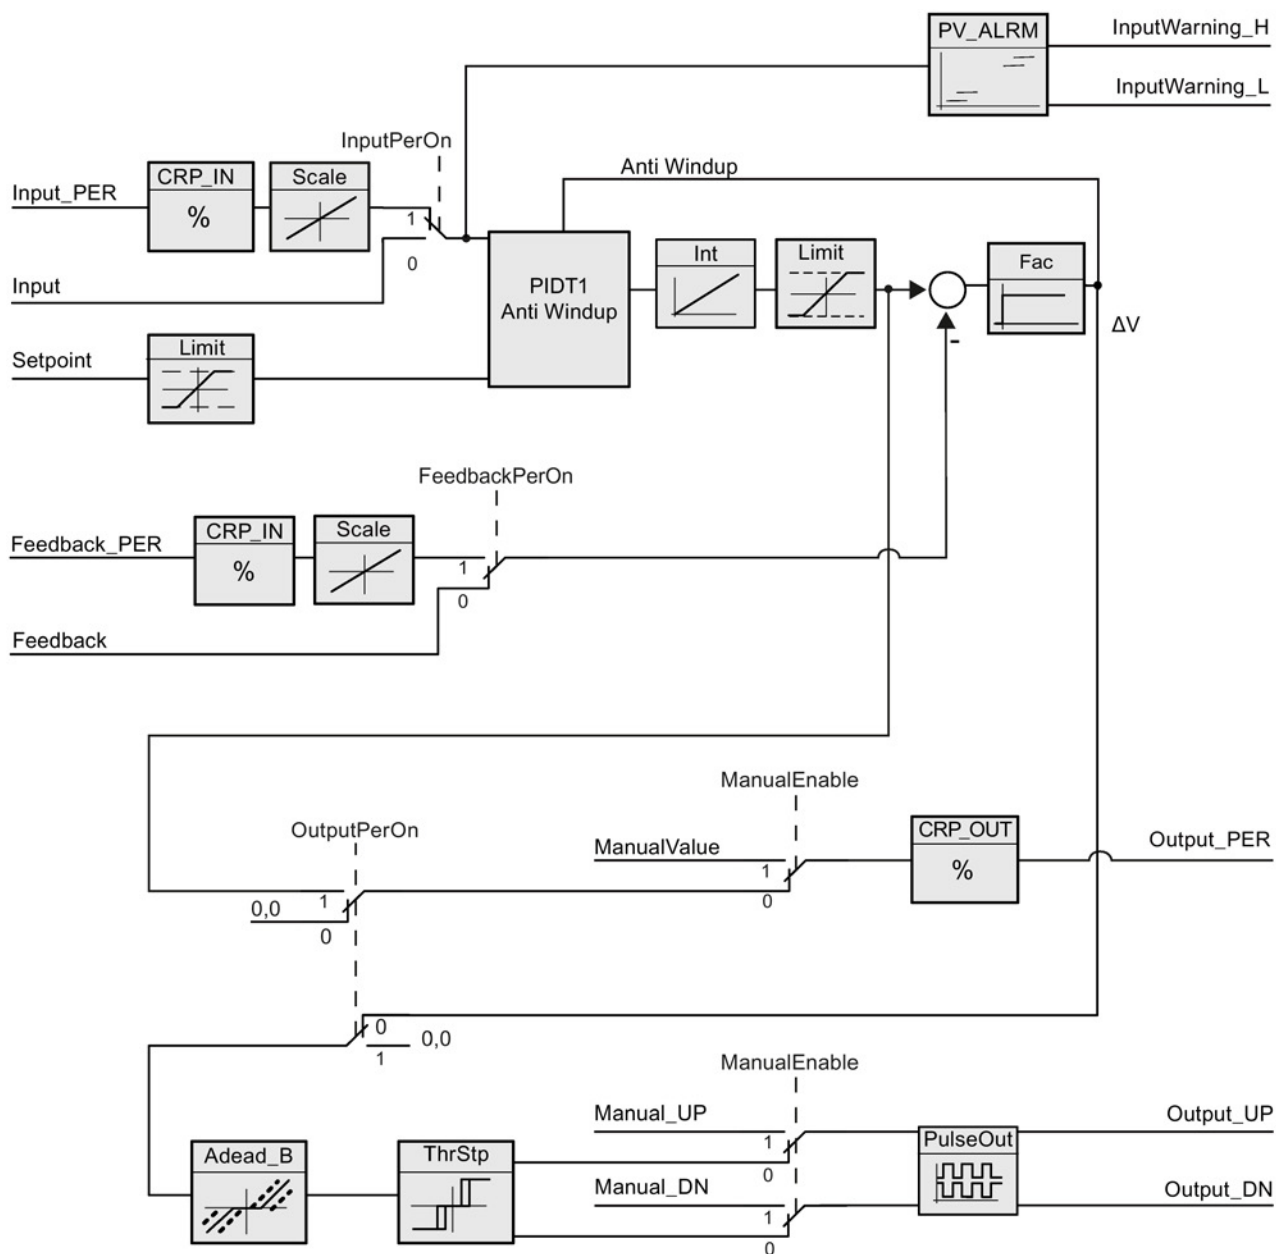 PV_ALRM
InputWarning_H
InputWarning_L
InputPerOn
Anti Windup
Input_PER
CRP_IN
%
Scale
1
0
Input
PIDT1
Anti Windup
Int
Limit
Fac
ΔV
-
Setpoint
Limit
FeedbackPerOn
Feedback_PER
CRP_IN
%
Scale
1
0
Feedback
ManualEnable
OutputPerOn
ManualValue
1
0
CRP_OUT
%
Output_PER
0,0
1
0
0
1
0,0
ManualEnable
Manual_UP
1
0
PulseOut
Output_UP
Adead_B
ThrStp
Manual_DN
1
0
Output_DN